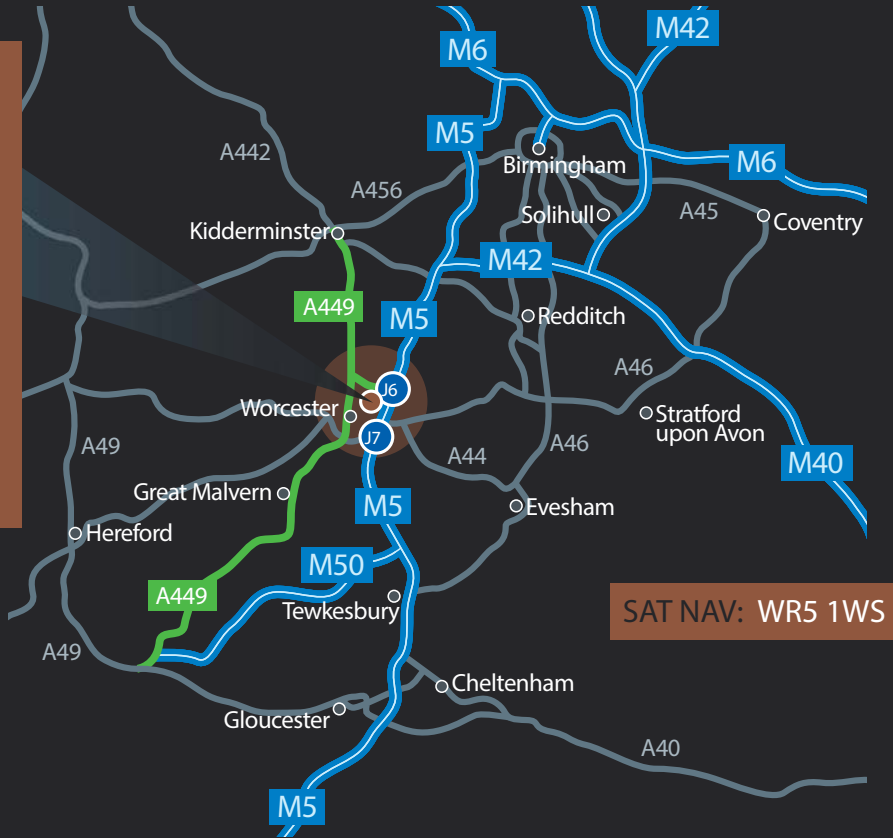 M42
M6
M5
A442
Birmingham
M6
A456
Solihull
A45
Coventry
Kidderminster
M42
A449
M5
Redditch
A46
J6
Worcester
Stratford
upon Avon
J7
A49
A44
A46
M40
Great Malvern
M5
Evesham
Hereford
M50
A449
Tewkesbury
SAT NAV: WR5 1WS
A49
Cheltenham
Gloucester
A40
M5